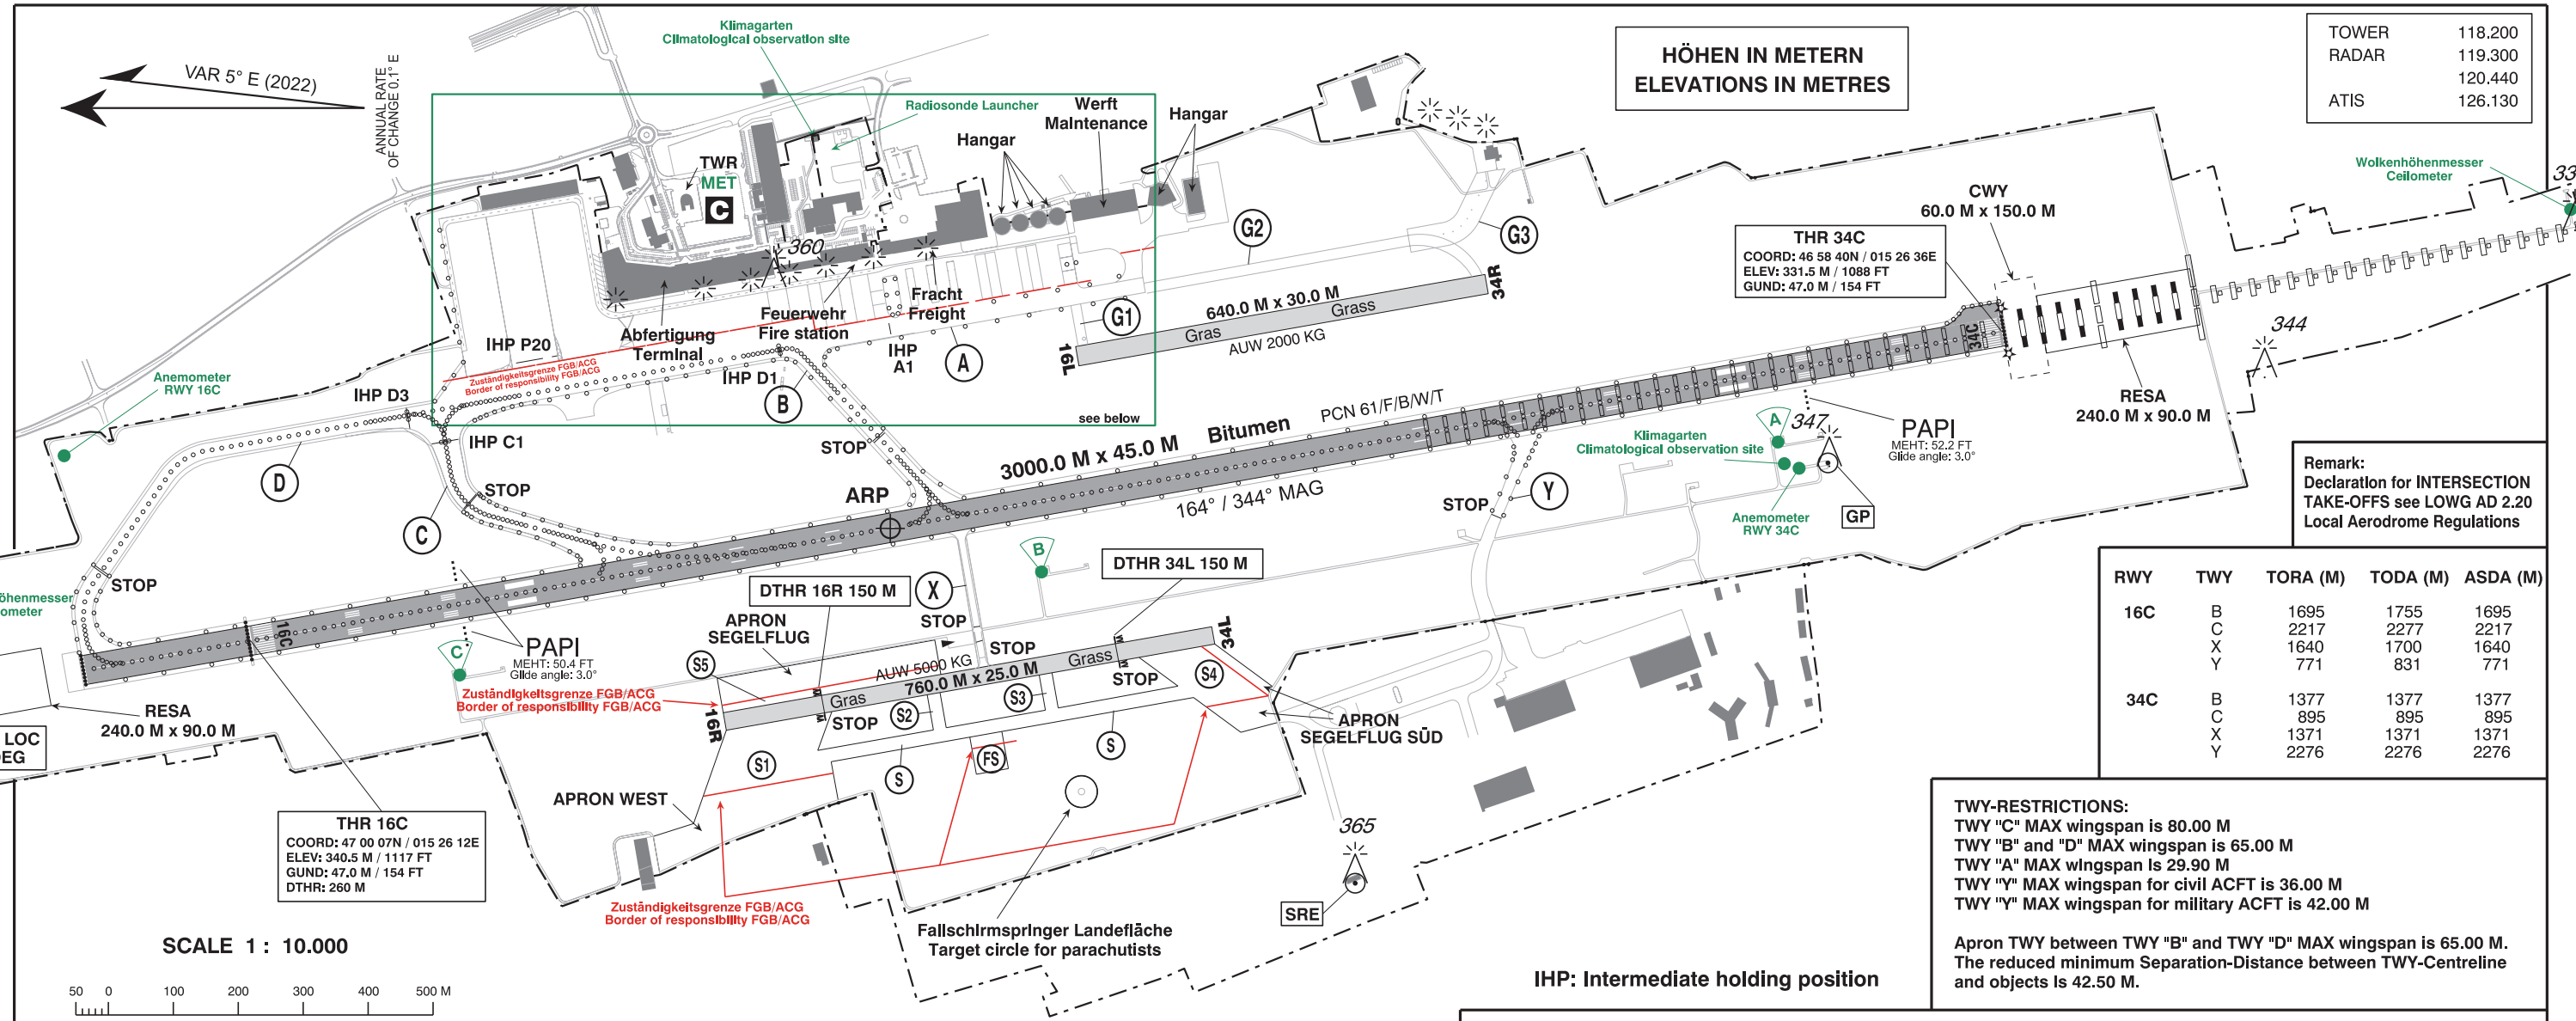 VAR 5° E (2022)
ANNUAL RATE
OF CHANGE 0.1° E
Klimagarten
Climatological observation site
Radiosonde Launcher
Werft
Maintenance
Hangar
Hangar
TWR
MET
C
360
Abfertigung
Terminal
Feuerwehr
Fire station
Fracht
Freight
IHP P20
Zuständigkeitsgrenze FGB/ACG
Border of responsibility FGB/ACG
IHP D1
IHP
A1
A
B
G1
G2
G3
see below
HÖHEN IN METERN
ELEVATIONS IN METRES
TOWER 118.200
RADAR 119.300
120.440
ATIS 126.130
Wolkenhöhenmesser
Ceilometer
33
CWY
60.0 M x 150.0 M
THR 34C
COORD: 46 58 40N / 015 26 36E
ELEV: 331.5 M / 1088 FT
GUND: 47.0 M / 154 FT
34R
640.0 M x 30.0 M
Gras Grass
AUW 2000 KG
16L
34C
344
RESA
240.0 M x 90.0 M
Anemometer
RWY 16C
IHP D3
IHP C1
D
C
STOP
STOP
STOP
ARP
3000.0 M x 45.0 M Bitumen PCN 61/F/B/W/T
164° / 344° MAG
STOP
Y
Klimagarten
Climatological observation site
A
347
PAPI
MEHT: 52.2 FT
Glide angle: 3.0°
Anemometer
RWY 34C
GP
Remark:
Declaration for INTERSECTION
TAKE-OFFS see LOWG AD 2.20
Local Aerodrome Regulations
öhenmesser
ometer
16C
PAPI
MEHT: 50.4 FT
Glide angle: 3.0°
C
B
X
STOP
DTHR 16R 150 M
DTHR 34L 150 M
APRON
SEGELFLUG
S5
AUW 5000 KG
STOP
34L
Gras 760.0 M x 25.0 M Grass
STOP
STOP
16R
S1
S2
S3
S4
S
S
FS
Zuständigkeitsgrenze FGB/ACG
Border of responsibility FGB/ACG
APRON
SEGELFLUG SÜD
APRON WEST
RESA
240.0 M x 90.0 M
LOC
EG
THR 16C
COORD: 47 00 07N / 015 26 12E
ELEV: 340.5 M / 1117 FT
GUND: 47.0 M / 154 FT
DTHR: 260 M
Zuständigkeitsgrenze FGB/ACG
Border of responsibility FGB/ACG
Fallschirmspringer Landefläche
Target circle for parachutists
365
SRE
SCALE 1 : 10.000
50 0 100 200 300 400 500 M
IHP: Intermediate holding position
RWY TWY TORA (M) TODA (M) ASDA (M)
16C B 1695 1755 1695
C 2217 2277 2217
X 1640 1700 1640
Y 771 831 771
34C B 1377 1377 1377
C 895 895 895
X 1371 1371 1371
Y 2276 2276 2276
TWY-RESTRICTIONS:
TWY "C" MAX wingspan is 80.00 M
TWY "B" and "D" MAX wingspan is 65.00 M
TWY "A" MAX wingspan is 29.90 M
TWY "Y" MAX wingspan for civil ACFT is 36.00 M
TWY "Y" MAX wingspan for military ACFT is 42.00 M
Apron TWY between TWY "B" and TWY "D" MAX wingspan is 65.00 M.
The reduced minimum Separation-Distance between TWY-Centreline
and objects is 42.50 M.